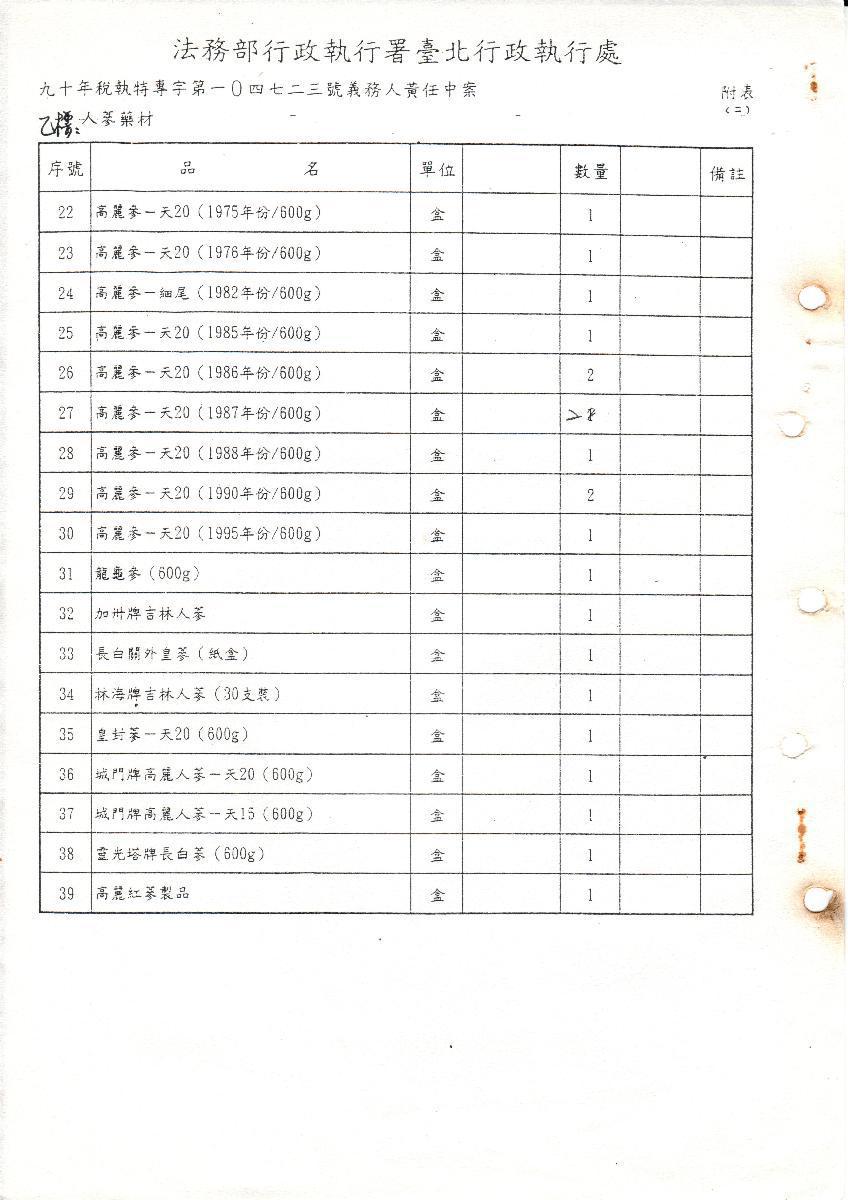 法務部行政執行署臺北行政執行處
九十年稅執特專字第一0四七二三號義務人黃任中案
附表(二)
乙標:人蔘藥材
序號 品名 單位 數量 備註
22 高麗參一天20(1975年份/600g) 盒 1
23 高麗參一天20(1976年份/600g) 盒 1
24 高麗參一細尾(1982年份/600g) 盒 1
25 高麗參一天20(1985年份/600g) 盒 1
26 高麗參一天20(1986年份/600g) 盒 2
27 高麗參一天20(1987年份/600g) 盒
28 高麗參一天20(1988年份/600g) 盒 1
29 高麗參一天20(1990年份/600g) 盒 2
30 高麗參一天20(1995年份/600g) 盒 1
31 龍龜參(600g) 盒 1
32 加卅牌吉林人蔘 盒 1
33 長白關外皇蔘(紙盒) 盒 1
34 林海牌吉林人蔘(30支裝) 盒 1
35 皇封蔘一天20(600g) 盒 1
36 城門牌高麗人蔘一天20(600g) 盒 1
37 城門牌高麗人蔘一天15(600g) 盒 1
38 靈光塔牌長白蔘(600g) 盒 1
39 高麗紅蔘製品 盒 1